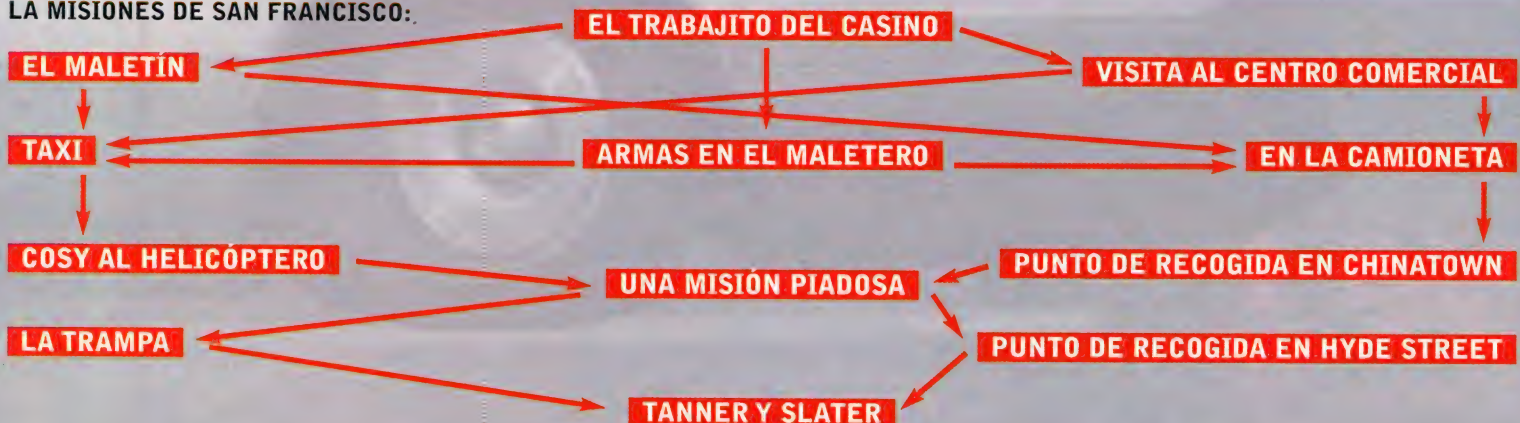 LA MISIONES DE SAN FRANCISCO:
EL TRABAJITO DEL CASINO
EL MALETÍN
VISITA AL CENTRO COMERCIAL
TAXI
ARMAS EN EL MALETERO
EN LA CAMIONETA
COSY AL HELICÓPTERO
UNA MISIÓN PIADOSA
PUNTO DE RECOGIDA EN CHINATOWN
LA TRAMPA
PUNTO DE RECOGIDA EN HYDE STREET
TANNER Y SLATER